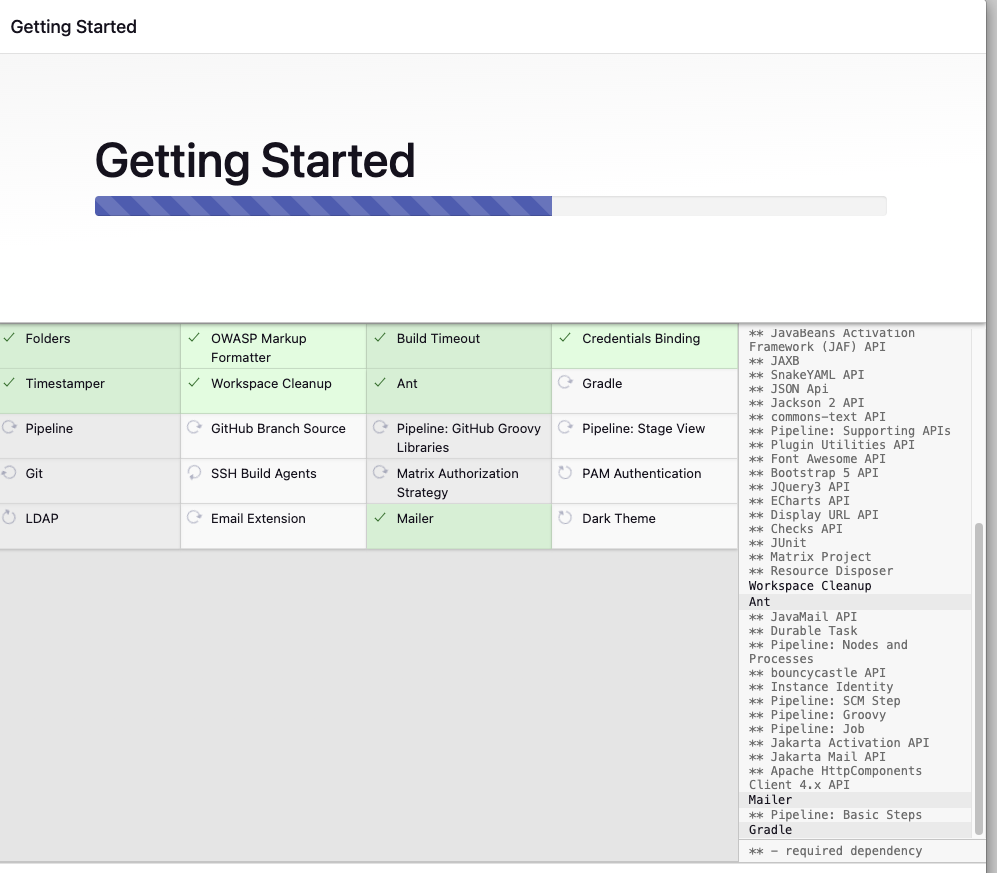 Getting Started
Getting Started
Folders
OWASP Markup
Formatter
Build Timeout
Credentials Binding
Timestamper
Workspace Cleanup
Ant
Gradle
Pipeline
GitHub Branch Source
Pipeline: GitHub Groovy
Libraries
Pipeline: Stage View
Git
SSH Build Agents
Matrix Authorization
Strategy
PAM Authentication
LDAP
Email Extension
Mailer
Dark Theme
** JavaBeans Activation
Framework (JAF) API
** JAXB
** SnakeYAML API
** JSON Api
** Jackson 2 API
** commons-text API
** Pipeline: Supporting APIs
** Plugin Utilities API
** Font Awesome API
** Bootstrap 5 API
** JQuery3 API
** ECharts API
** Display URL API
** Checks API
** JUnit
** Matrix Project
** Resource Disposer
Workspace Cleanup
Ant
** JavaMail API
** Durable Task
** Pipeline: Nodes and
Processes
** bouncycastle API
** Instance Identity
** Pipeline: SCM Step
** Pipeline: Groovy
** Pipeline: Job
** Jakarta Activation API
** Jakarta Mail API
** Apache HttpComponents
Client 4.x API
Mailer
** Pipeline: Basic Steps
Gradle
** - required dependency